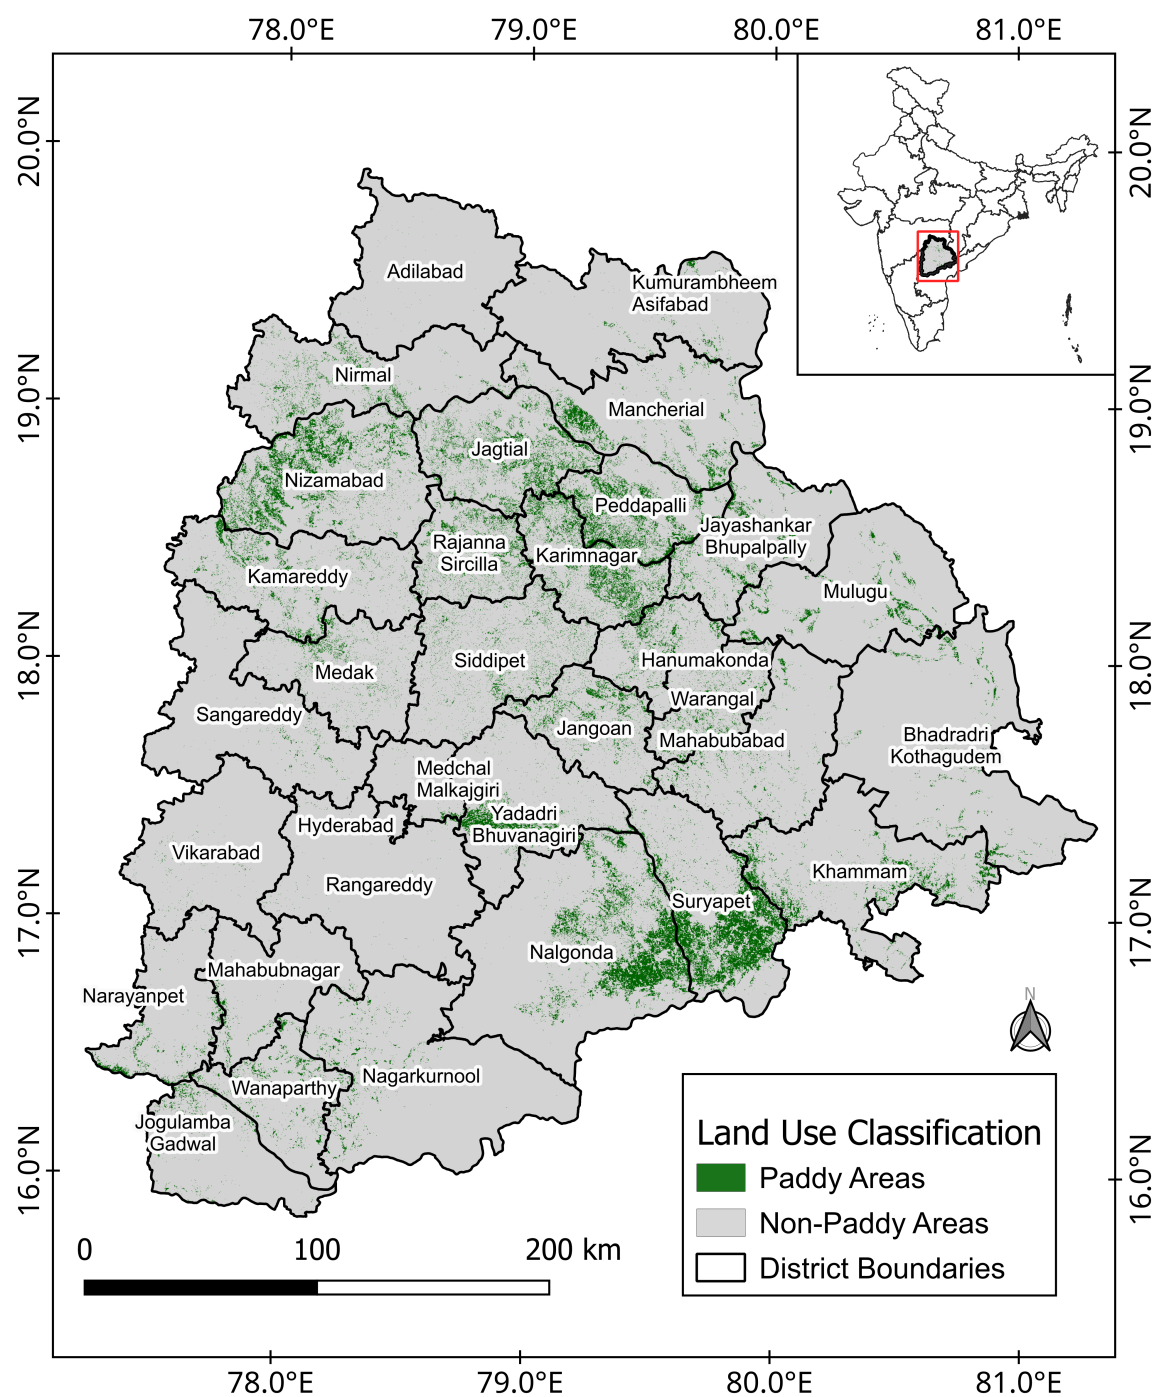 78.0°E
79.0°E
80.0°E
81.0°E
20.0°N
19.0°N
18.0°N
17.0°N
16.0°N
20.0°N
19.0°N
18.0°N
17.0°N
16.0°N
Adilabad
Kumurambheem
Asifabad
Nirmal
Mancherial
Jagtial
Nizamabad
Peddapalli
Jayashankar
Bhupalpally
Rajanna
Sircilla
Karimnagar
Kamareddy
Mulugu
Siddipet
Hanumakonda
Medak
Warangal
Sangareddy
Jangoan
Mahabubabad
Bhadradri
Kothagudem
Medchal
Malkajgiri
Yadadri
Bhuvanagiri
Hyderabad
Vikarabad
Rangareddy
Khammam
Suryapet
Nalgonda
Mahabubnagar
Narayanpet
Nagarkurnool
Wanaparthy
Jogulamba
Gadwal
N
Land Use Classification
Paddy Areas
Non-Paddy Areas
District Boundaries
0
100
200 km
78.0°E
79.0°E
80.0°E
81.0°E